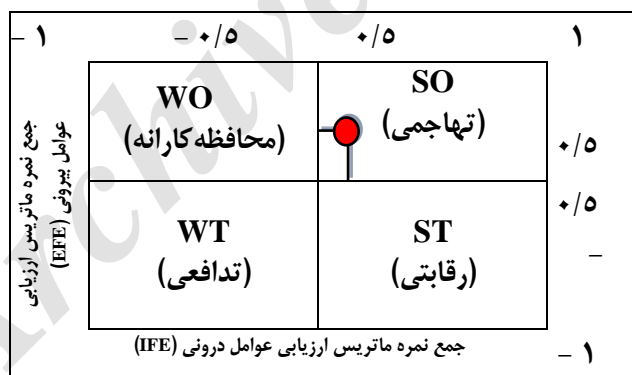 ۱ ۰/۵ -۰/۵ -۱
SO
(تهاجمی)
WO
(محافظه‌کارانه)
۰/۵
۰/۵
-
ST
(رقابتی)
WT
(تدافعی)
-۱
جمع نمره ماتریس ارزیابی
عوامل بیرونی (EFE)
جمع نمره ماتریس ارزیابی عوامل درونی (IFE)
Archive